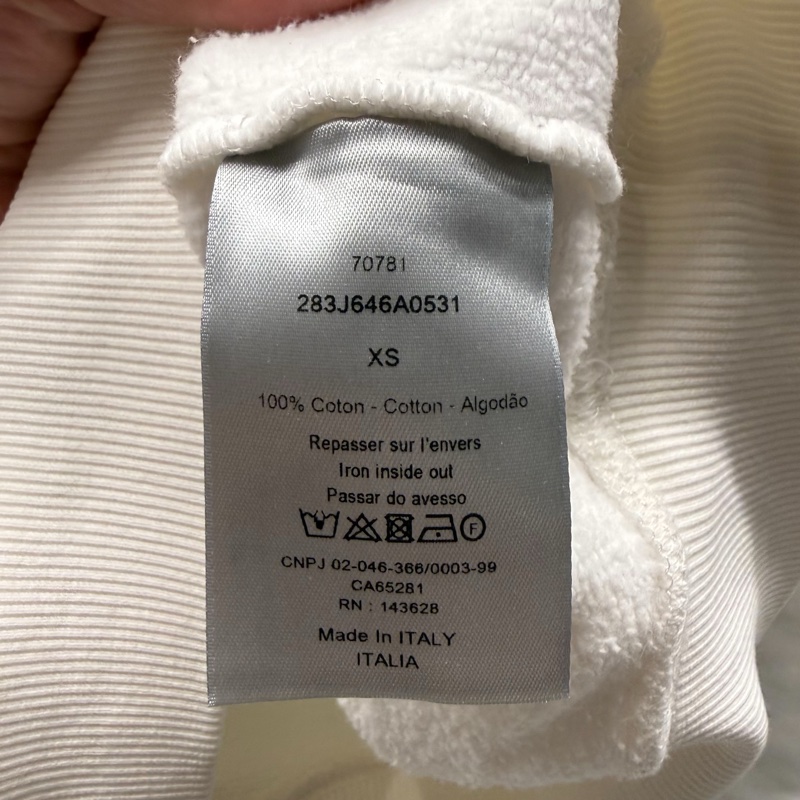 70781
283J646A0531
XS
100% Coton - Cotton - Algodão
Repasser sur l'envers
Iron inside out
Passar do avesso
F
CNPJ 02-046-366/0003-99
CA65281
RN : 143628
Made In ITALY
ITALIA